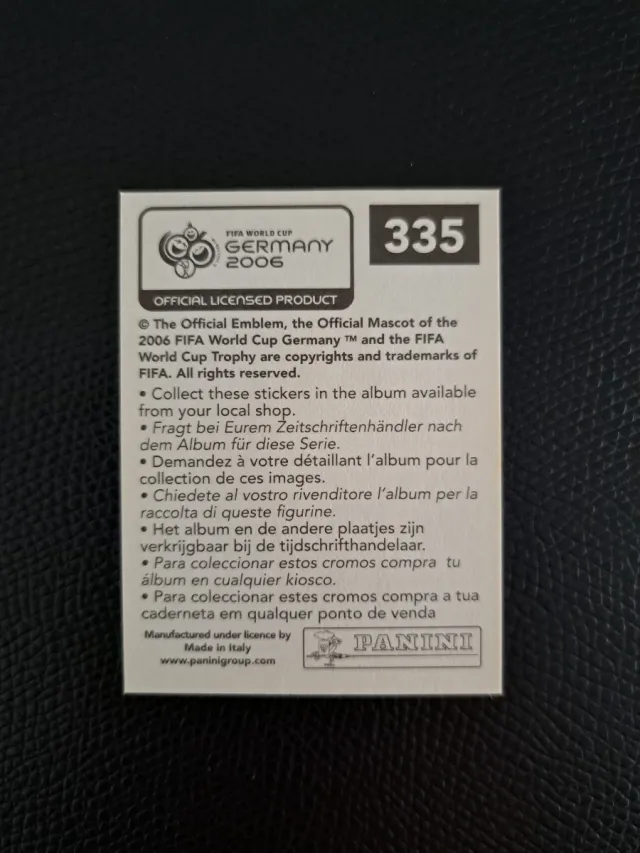 FIFA WORLD CUP
GERMANY
2006
OFFICIAL LICENSED PRODUCT
335
© The Official Emblem, the Official Mascot of the
2006 FIFA World Cup Germany ™ and the FIFA
World Cup Trophy are copyrights and trademarks of
FIFA. All rights reserved.
• Collect these stickers in the album available
from your local shop.
• Fragt bei Eurem Zeitschriftenhändler nach
dem Album für diese Serie.
• Demandez à votre détaillant l'album pour la
collection de ces images.
• Chiedete al vostro rivenditore l'album per la
raccolta di queste figurine.
• Het album en de andere plaatjes zijn
verkrijgbaar bij de tijdschrifthandelaar.
• Para coleccionar estos cromos compra tu
álbum en cualquier kiosco.
• Para coleccionar estes cromos compra a tua
caderneta em qualquer ponto de venda
Manufactured under licence by
Made in Italy
www.paninigroup.com
PANINI